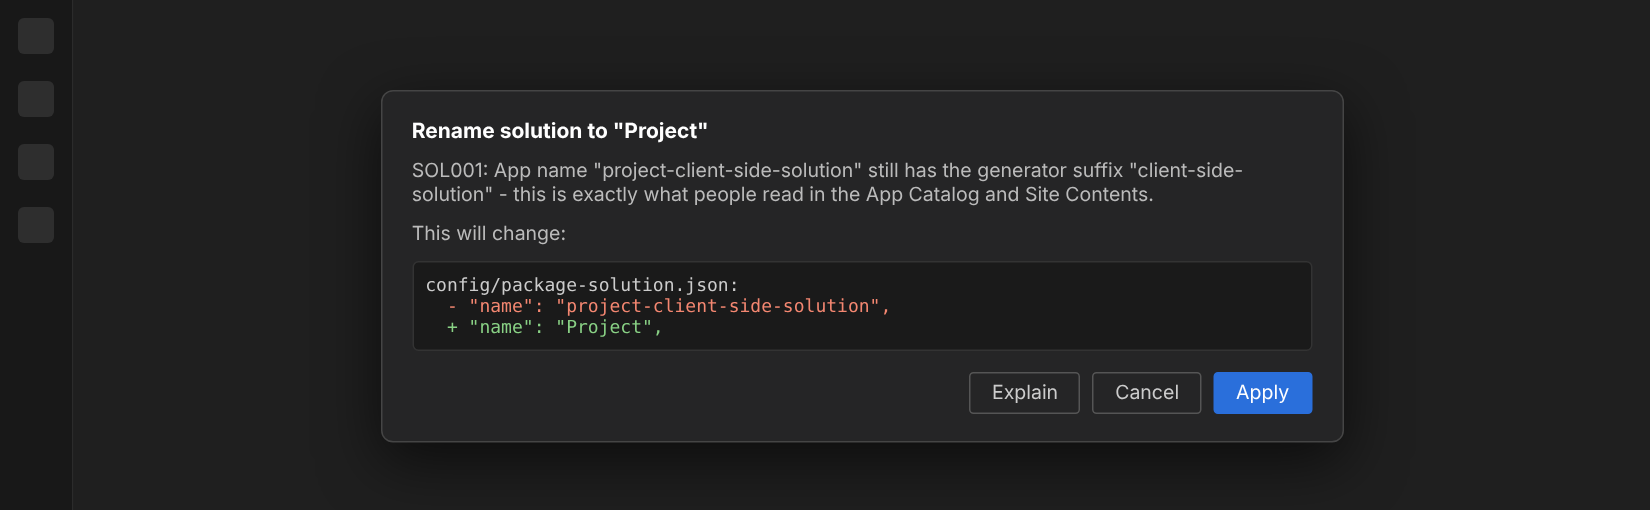 Rename solution to "Project"
SOL001: App name "project-client-side-solution" still has the generator suffix "client-side-
solution" - this is exactly what people read in the App Catalog and Site Contents.
This will change:
config/package-solution.json:
  - "name": "project-client-side-solution",
  + "name": "Project",
Explain Cancel Apply